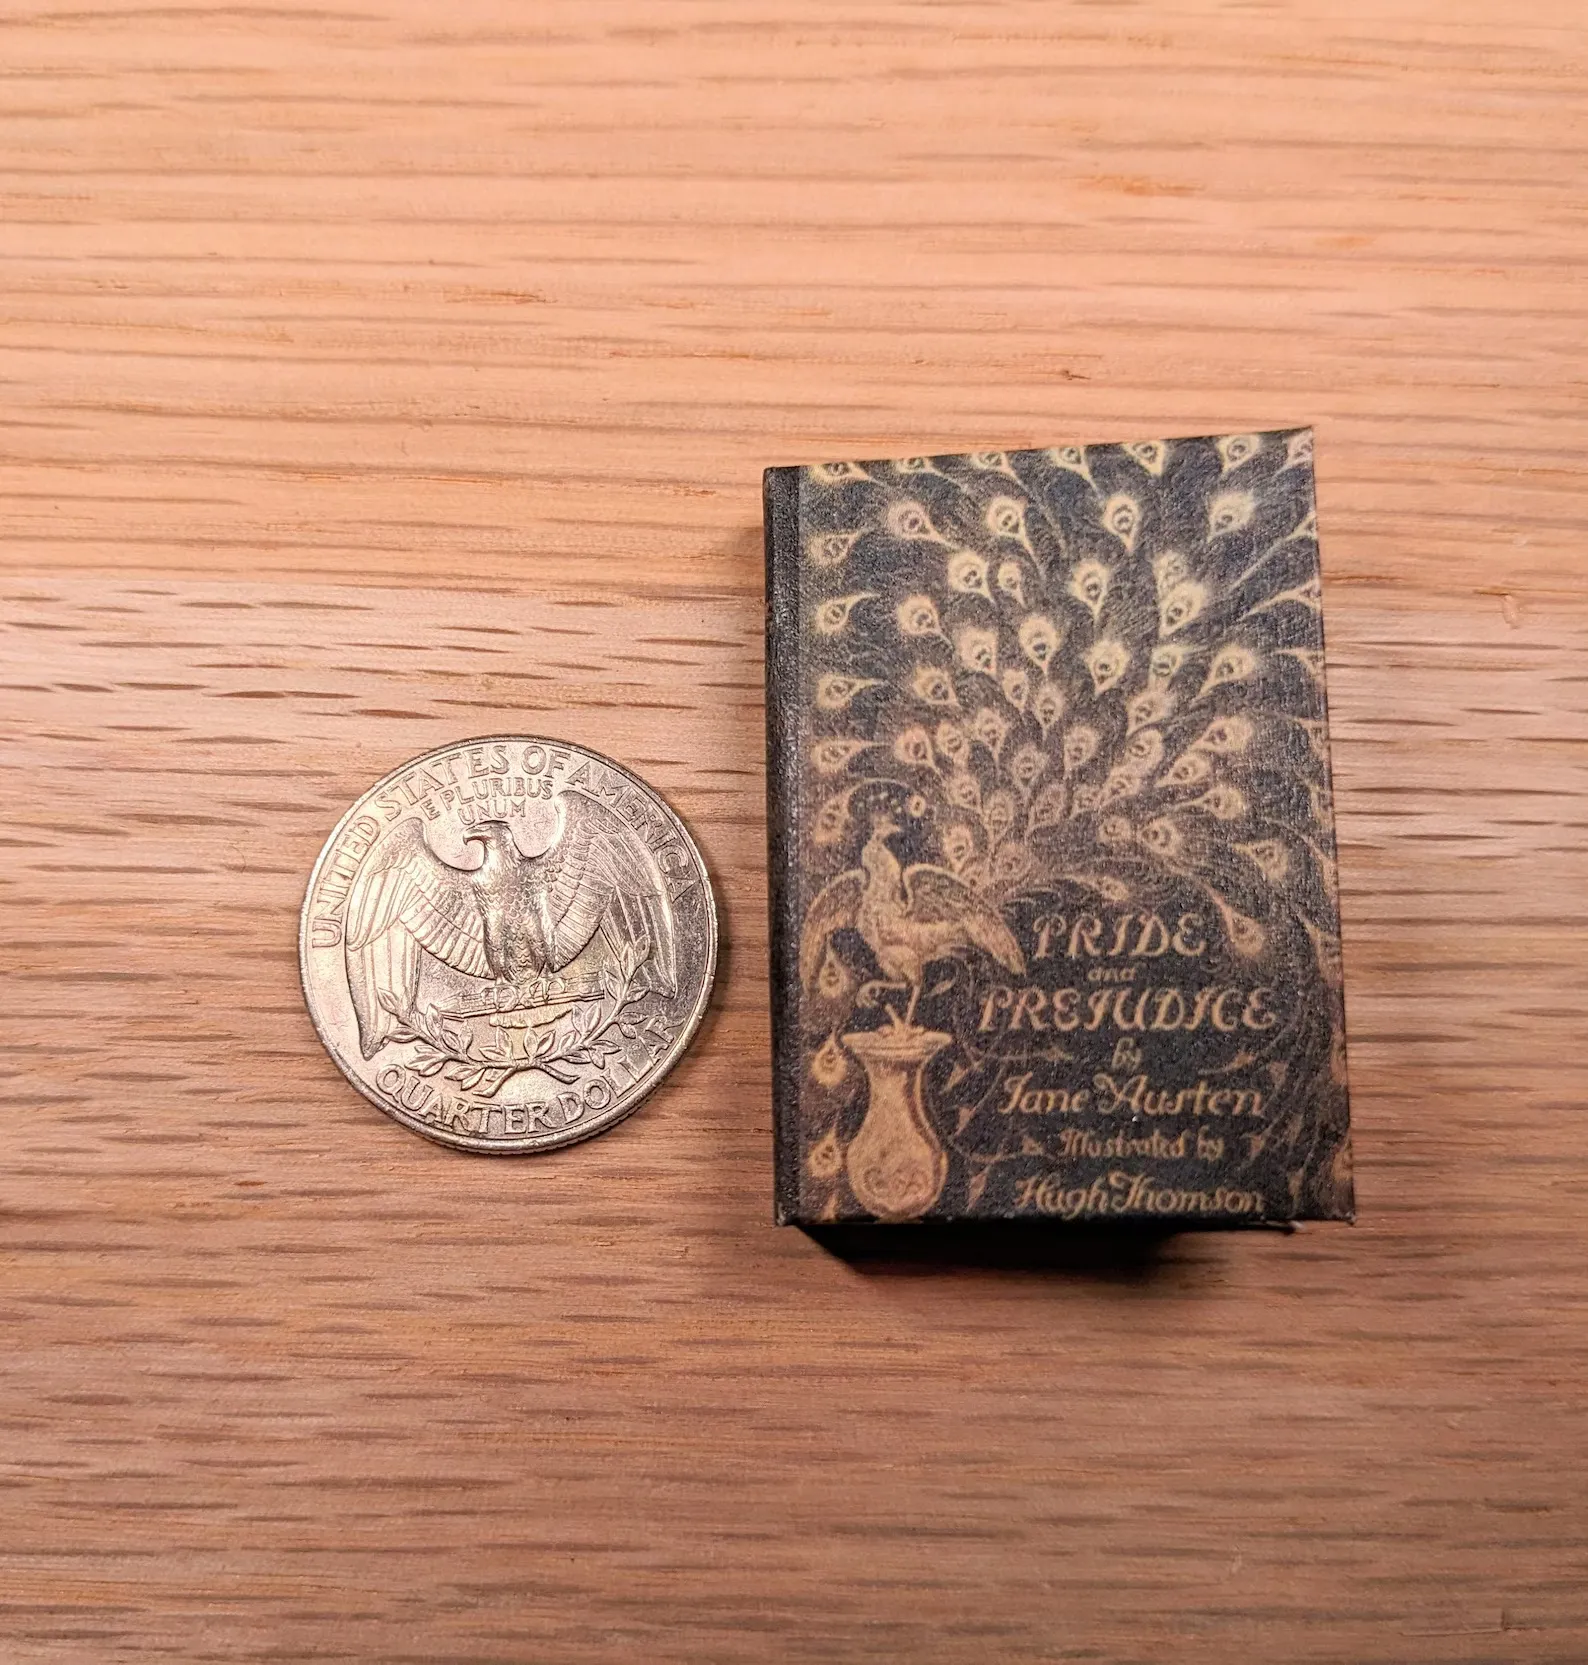 UNITED STATES OF AMERICA
E PLURIBUS
UNUM
QUARTER DOLLAR
PRIDE
and
PREJUDICE
by
Jane Austen
Illustrated by
Hugh Thomson